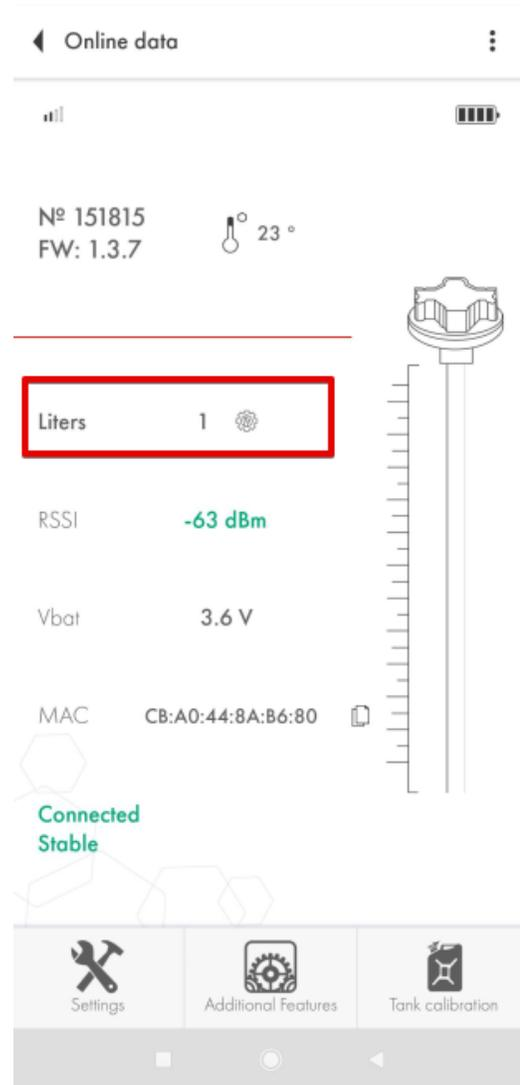 Online data
Nº 151815
FW: 1.3.7
23 °
Liters 1
RSSI -63 dBm
Vbat 3.6 V
MAC CB:A0:44:8A:B6:80
Connected
Stable
Settings Additional Features Tank calibration